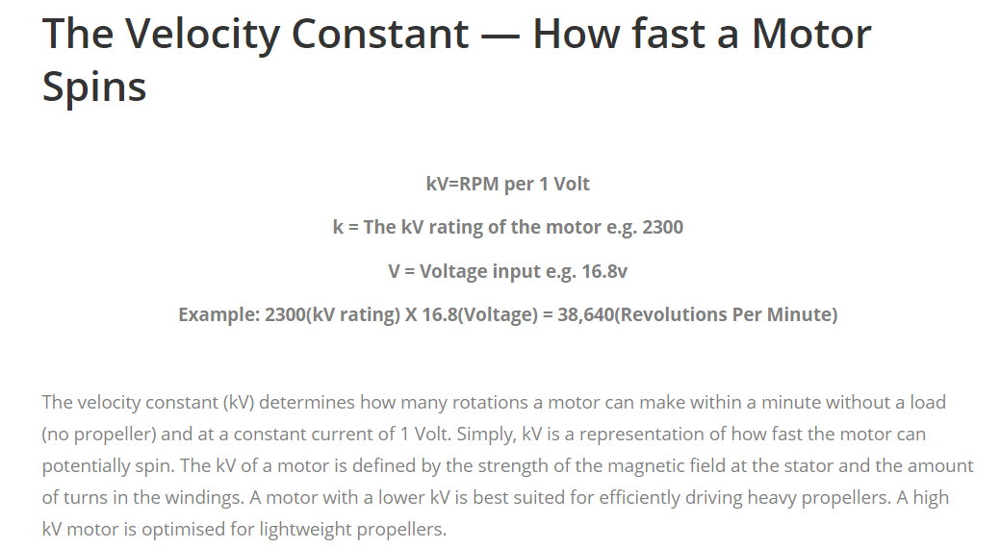 The Velocity Constant — How fast a Motor
Spins
kV=RPM per 1 Volt
k = The kV rating of the motor e.g. 2300
V = Voltage input e.g. 16.8v
Example: 2300(kV rating) X 16.8(Voltage) = 38,640(Revolutions Per Minute)
The velocity constant (kV) determines how many rotations a motor can make within a minute without a load
(no propeller) and at a constant current of 1 Volt. Simply, kV is a representation of how fast the motor can
potentially spin. The kV of a motor is defined by the strength of the magnetic field at the stator and the amount
of turns in the windings. A motor with a lower kV is best suited for efficiently driving heavy propellers. A high
kV motor is optimised for lightweight propellers.